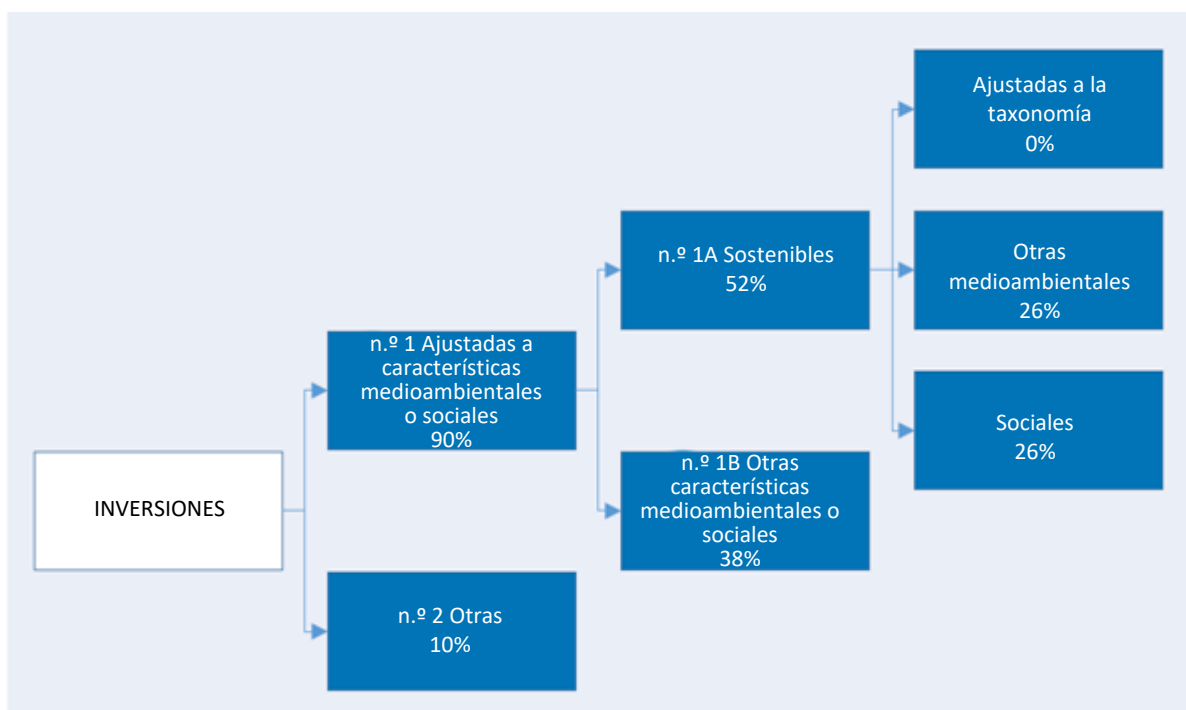 INVERSIONES
n.º 1 Ajustadas a
características
medioambientales
o sociales
90%
n.º 2 Otras
10%
n.º 1A Sostenibles
52%
n.º 1B Otras
características
medioambientales o
sociales
38%
Ajustadas a la
taxonomía
0%
Otras
medioambientales
26%
Sociales
26%